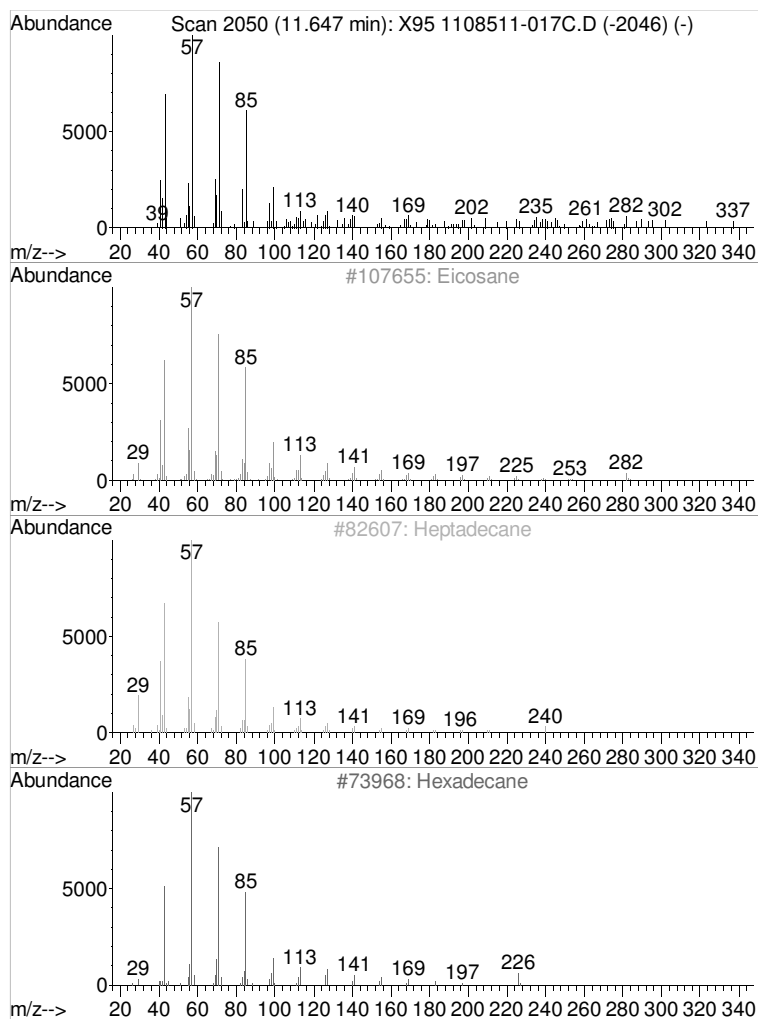 Abundance Scan 2050 (11.647 min): X95 1108511-017C.D (-2046) (-)
57
85
5000
39 113 140 169 202 235 261 282 302 337
0
m/z--> 20 40 60 80 100 120 140 160 180 200 220 240 260 280 300 320 340
Abundance #107655: Eicosane
57
85
5000
29 113 141 169 197 225 253 282
0
m/z--> 20 40 60 80 100 120 140 160 180 200 220 240 260 280 300 320 340
Abundance #82607: Heptadecane
57
85
5000
29 113 141 169 196 240
0
m/z--> 20 40 60 80 100 120 140 160 180 200 220 240 260 280 300 320 340
Abundance #73968: Hexadecane
57
85
5000
29 113 141 169 197 226
0
m/z--> 20 40 60 80 100 120 140 160 180 200 220 240 260 280 300 320 340